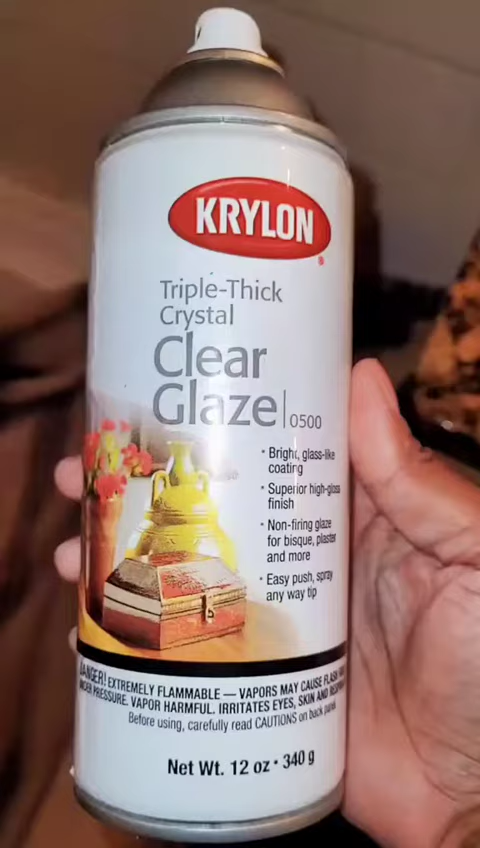 KRYLON
Triple-Thick
Crystal
Clear
Glaze 0500
• Bright, glass-like
coating
• Superior high-gloss
finish
• Non-firing glaze
for bisque, plaster
and more
• Easy push, spray
any way tip
DANGER! EXTREMELY FLAMMABLE — VAPORS MAY CAUSE FLASH
UNDER PRESSURE. VAPOR HARMFUL. IRRITATES EYES, SKIN AND
Before using, carefully read CAUTIONS on back panel.
Net Wt. 12 oz • 340 g